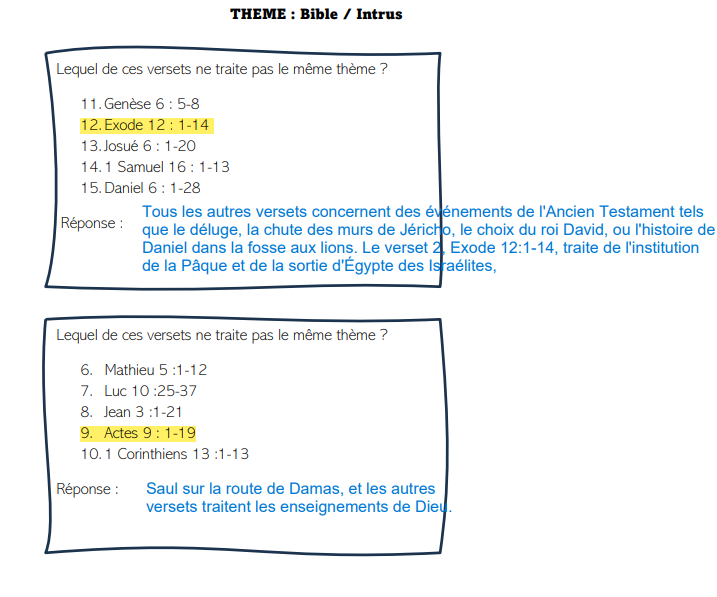 THEME : Bible / Intrus
Lequel de ces versets ne traite pas le même thème ?
11. Genèse 6 : 5-8
12. Exode 12 : 1-14
13. Josué 6 : 1-20
14. 1 Samuel 16 : 1-13
15. Daniel 6 : 1-28
Réponse :
Tous les autres versets concernent des événements de l'Ancien Testament tels
que le déluge, la chute des murs de Jéricho, le choix du roi David, ou l'histoire de
Daniel dans la fosse aux lions. Le verset 2, Exode 12:1-14, traite de l'institution
de la Pâque et de la sortie d'Égypte des Israélites,
Lequel de ces versets ne traite pas le même thème ?
6. Mathieu 5 :1-12
7. Luc 10 :25-37
8. Jean 3 :1-21
9. Actes 9 : 1-19
10. 1 Corinthiens 13 :1-13
Réponse :
Saul sur la route de Damas, et les autres
versets traitent les enseignements de Dieu.